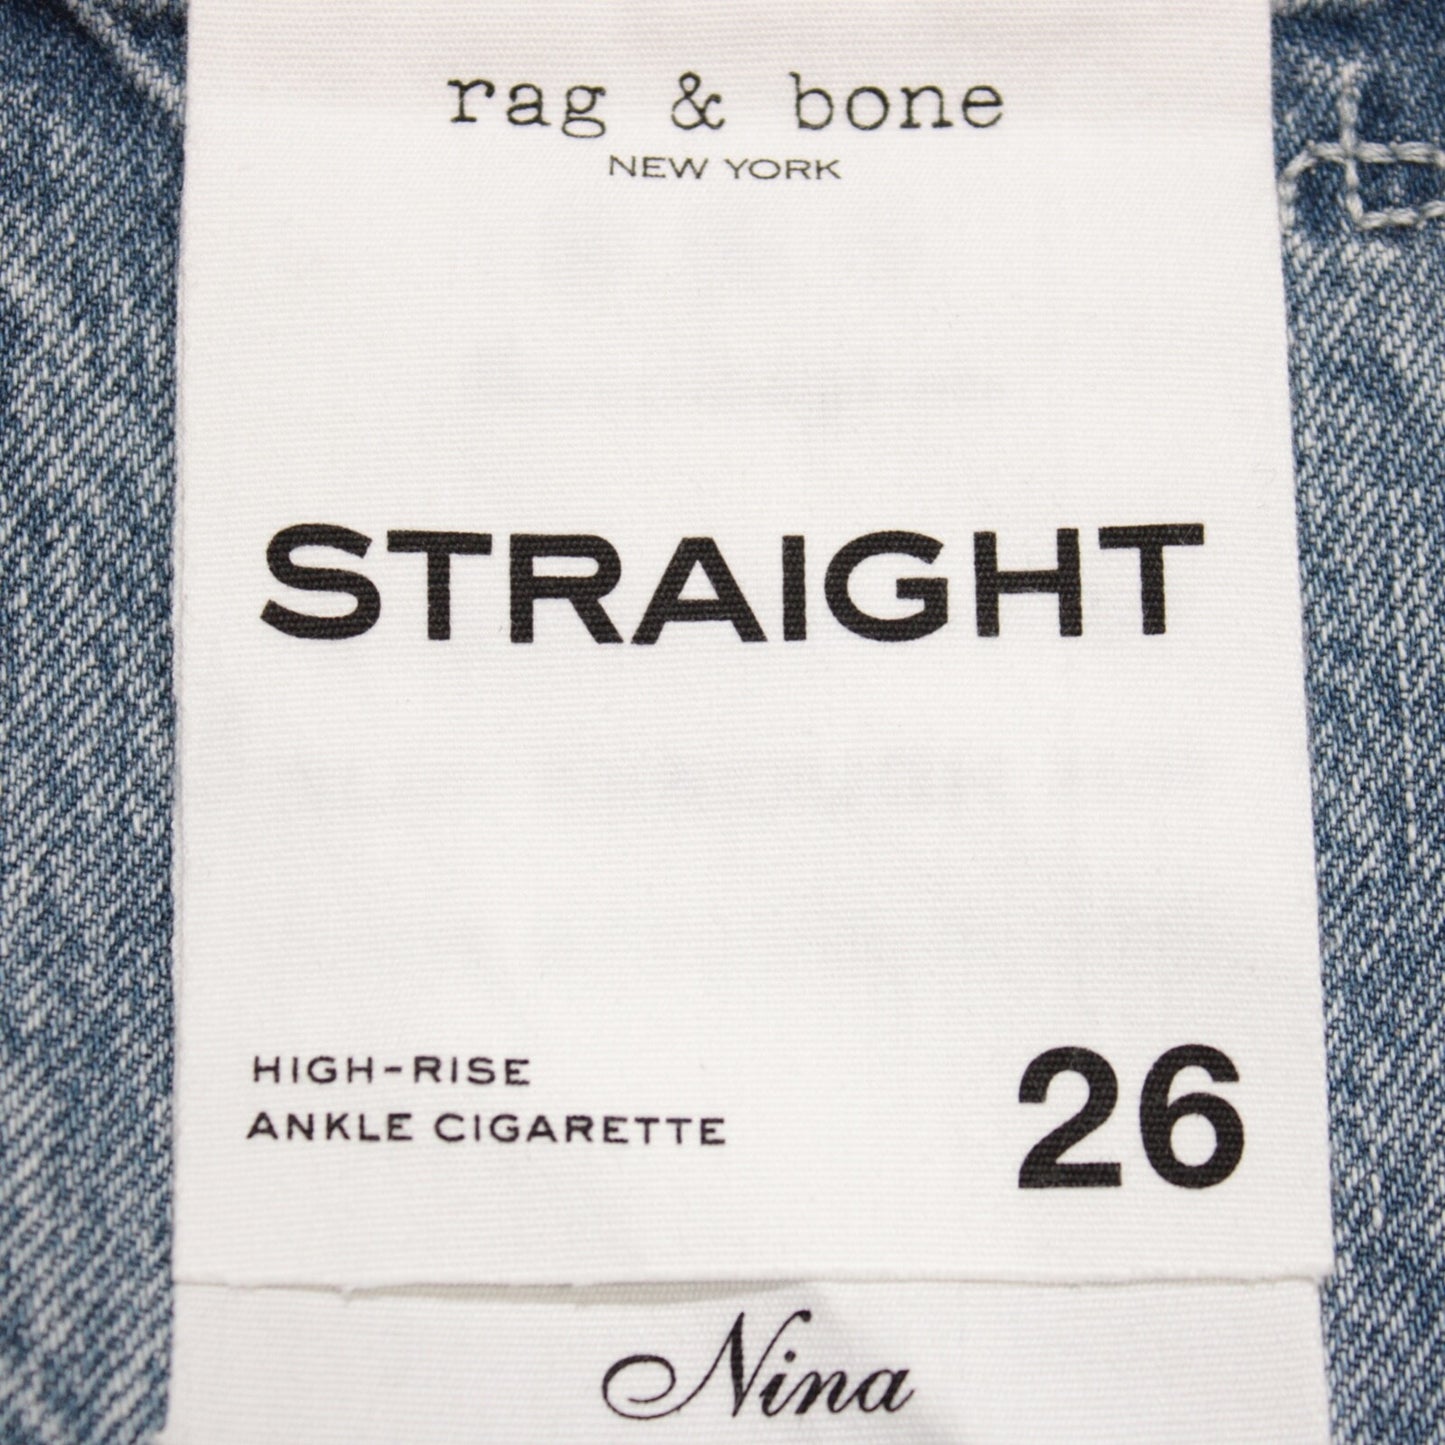 rag & bone
NEW YORK
STRAIGHT
HIGH-RISE
ANKLE CIGARETTE
26
Nina